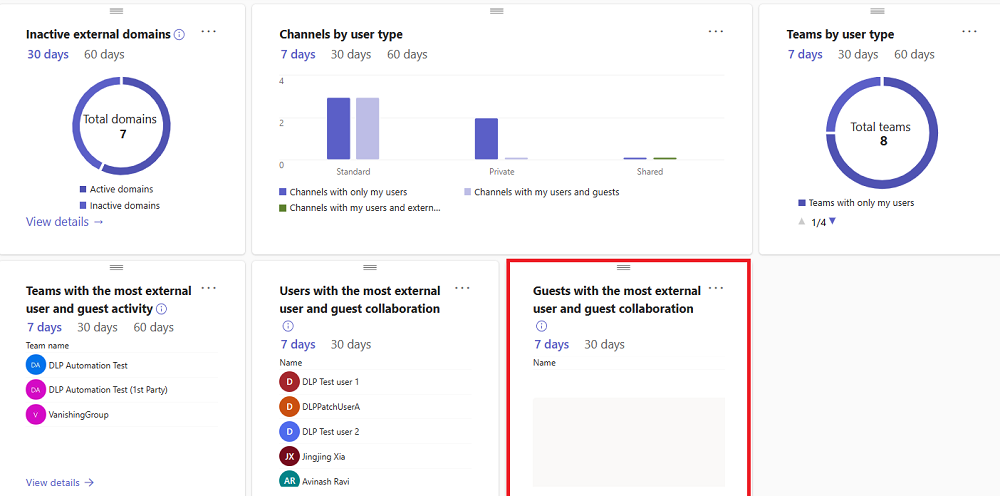 Inactive external domains
30 days 60 days
Total domains
7
Active domains
Inactive domains
View details →
Channels by user type
7 days 30 days 60 days
4
2
0
Standard Private Shared
Channels with only my users Channels with my users and guests
Channels with my users and extern...
Teams by user type
7 days 30 days 60 days
Total teams
8
Teams with only my users
1/4
Teams with the most external
user and guest activity
7 days 30 days 60 days
Team name
DA DLP Automation Test
DA DLP Automation Test (1st Party)
V VanishingGroup
View details →
Users with the most external
user and guest collaboration
7 days 30 days
Name
D DLP Test user 1
D DLPPatchUserA
D DLP Test user 2
JX Jingjing Xia
AR Avinash Ravi
Guests with the most external
user and guest collaboration
7 days 30 days
Name